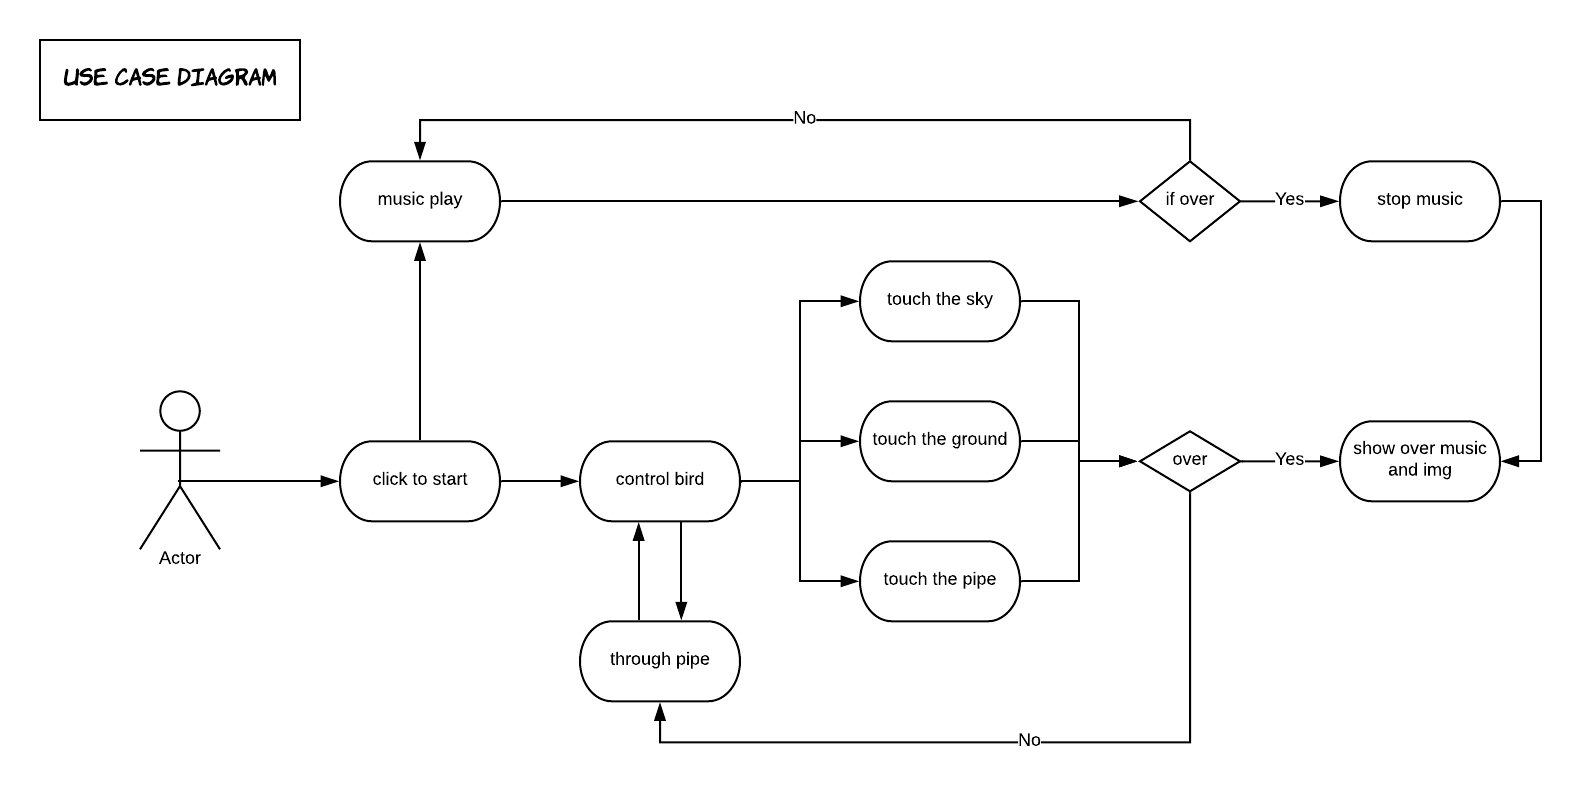 USE CASE DIAGRAM
No
music play
if over
Yes
stop music
touch the sky
touch the ground
over
Yes
show over music
and img
click to start
control bird
Actor
touch the pipe
through pipe
No